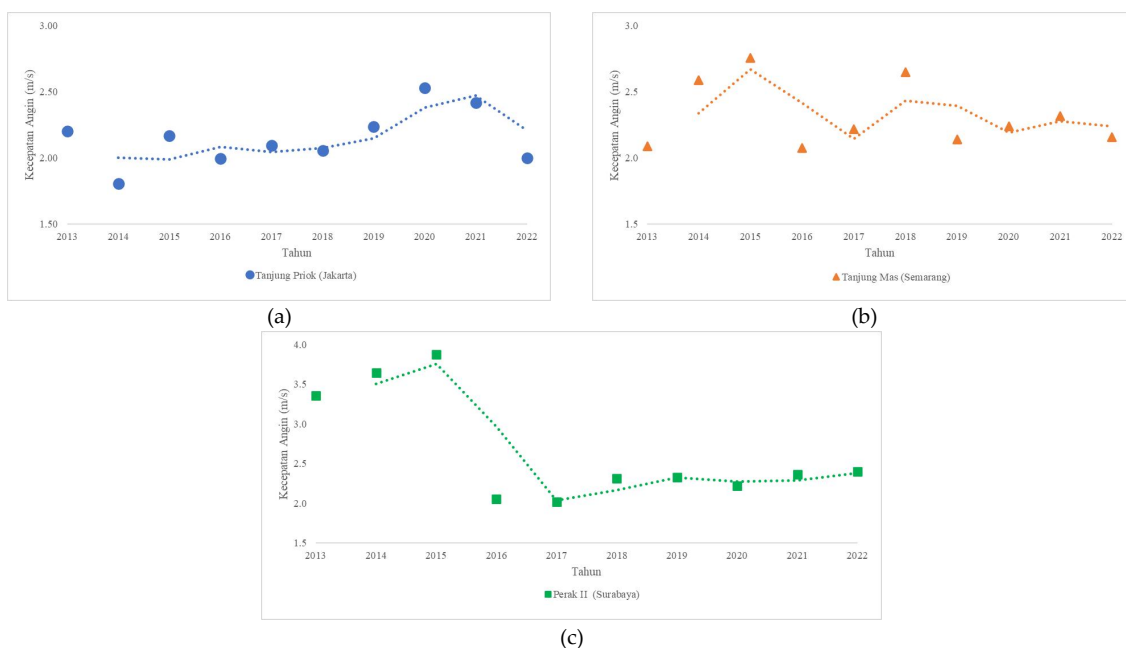 3.00
2.50
2.00
1.50
Kecepatan Angin (m/s)
2013 2014 2015 2016 2017 2018 2019 2020 2021 2022
Tahun
Tanjung Priok (Jakarta)
(a)
3.0
2.5
2.0
1.5
Kecepatan Angin (m/s)
2013 2014 2015 2016 2017 2018 2019 2020 2021 2022
Tahun
Tanjung Mas (Semarang)
(b)
4.0
3.5
3.0
2.5
2.0
1.5
Kecepatan Angin (m/s)
2013 2014 2015 2016 2017 2018 2019 2020 2021 2022
Tahun
Perak II (Surabaya)
(c)